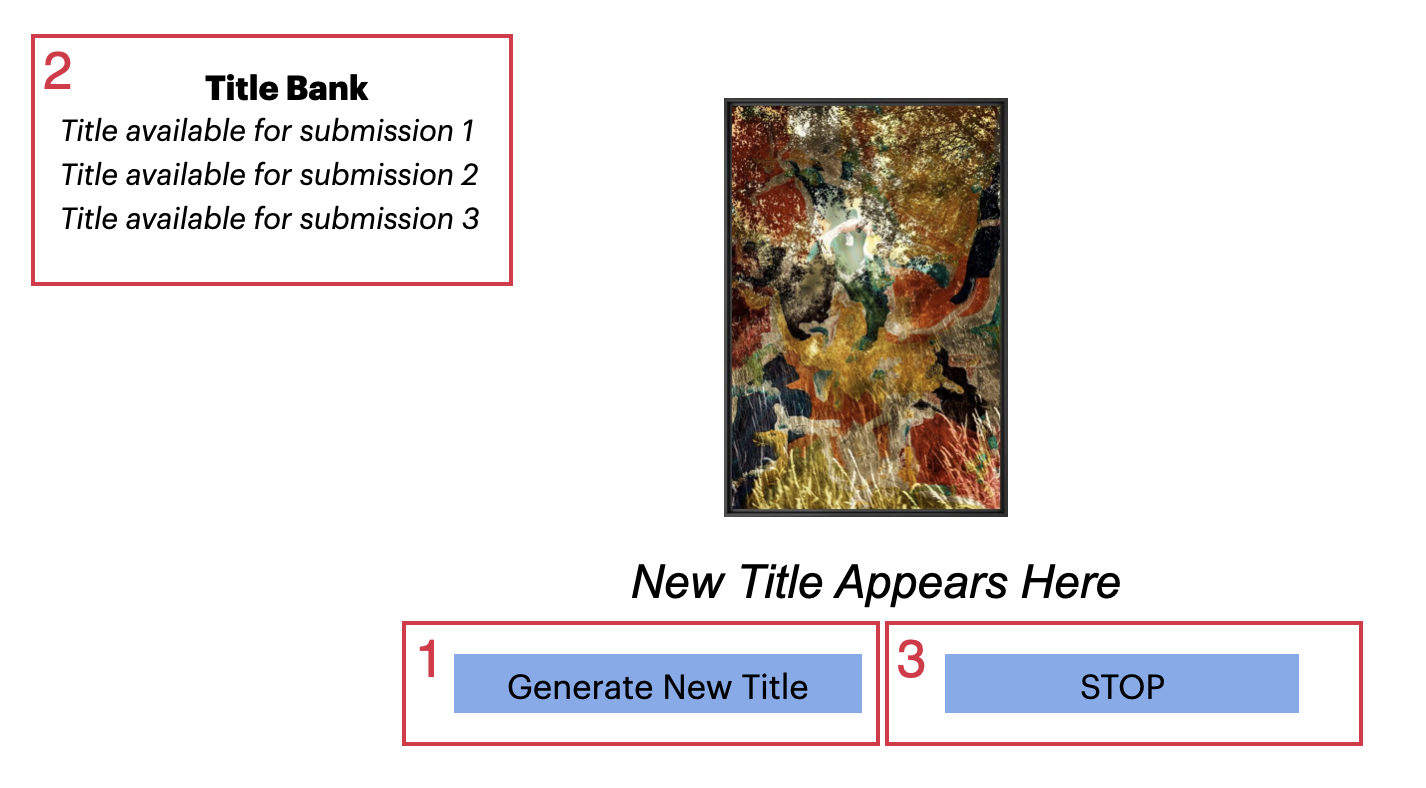 2
Title Bank
Title available for submission 1
Title available for submission 2
Title available for submission 3
New Title Appears Here
1
Generate New Title
3
STOP